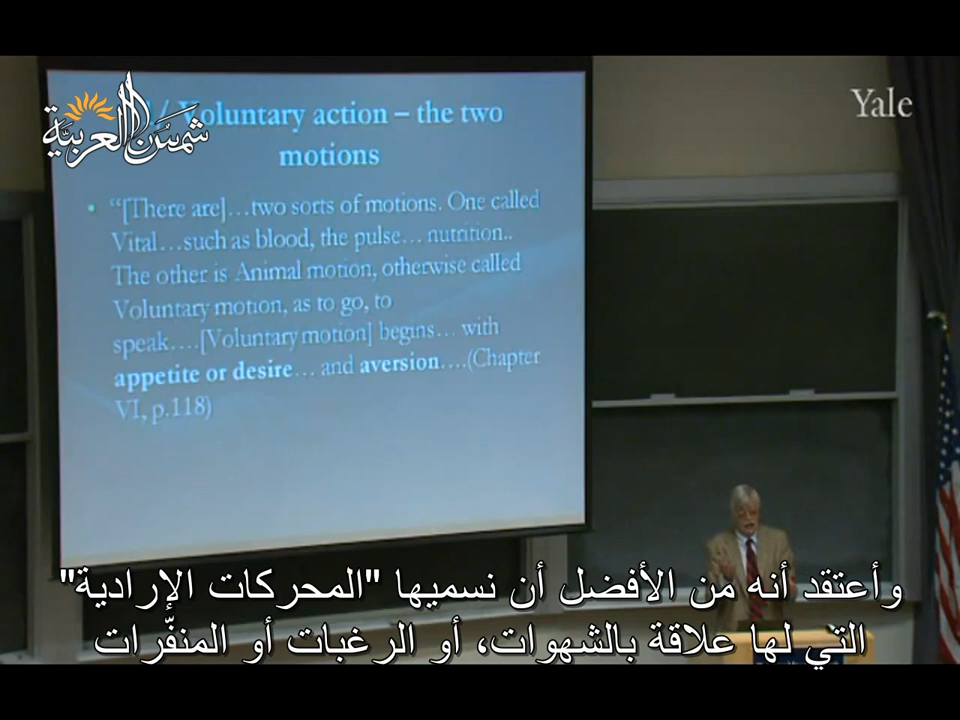 شمس العربية
Yale
/ Voluntary action – the two
motions
• “[There are]…two sorts of motions. One called
Vital…such as blood, the pulse… nutrition..
The other is Animal motion, otherwise called
Voluntary motion, as to go, to
speak….[Voluntary motion] begins… with
appetite or desire… and aversion….(Chapter
VI, p.118)
وأعتقد أنه من الأفضل أن نسميها "المحركات الإرادية"
التي لها علاقة بالشهوات، أو الرغبات أو المنفّرات